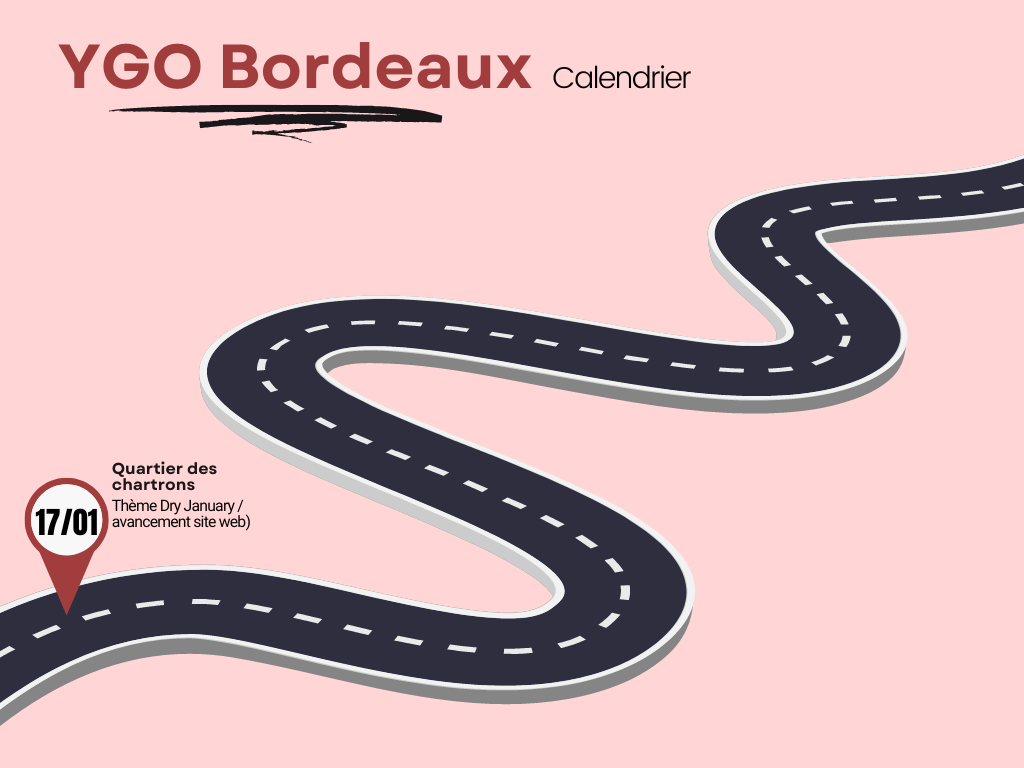 YGO Bordeaux Calendrier
Quartier des
chartrons
Thème Dry January /
avancement site web)
17/01